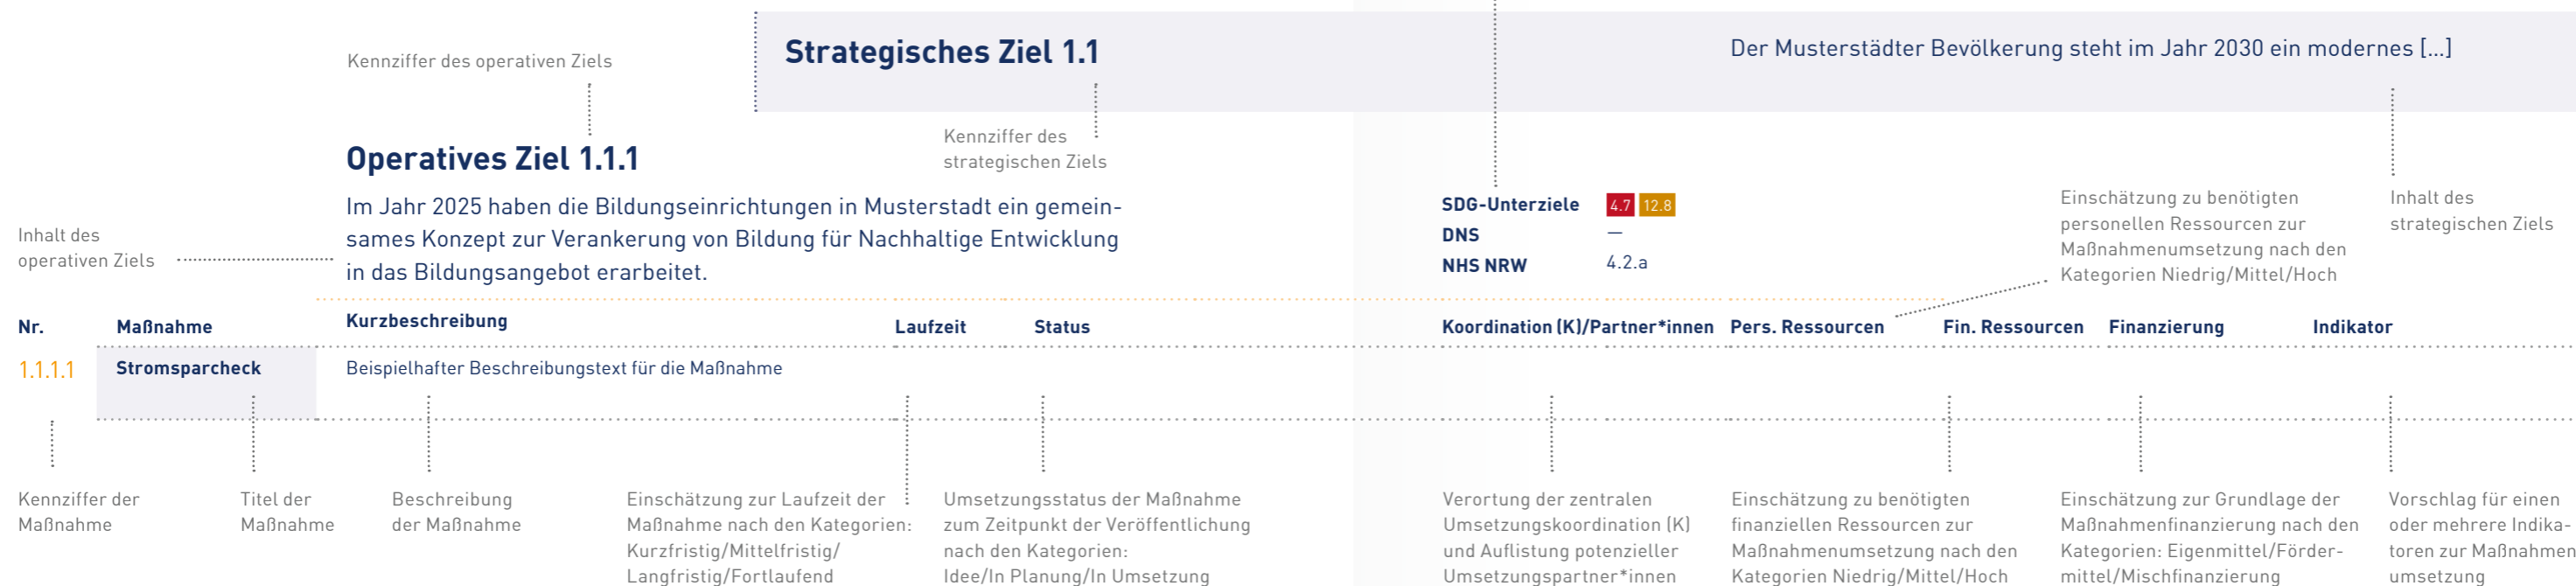 Strategisches Ziel 1.1
Der Musterstädter Bevölkerung steht im Jahr 2030 ein modernes [...]
Kennziffer des operativen Ziels
Kennziffer des
strategischen Ziels
Operatives Ziel 1.1.1
Im Jahr 2025 haben die Bildungseinrichtungen in Musterstadt ein gemein-
sames Konzept zur Verankerung von Bildung für Nachhaltige Entwicklung
in das Bildungsangebot erarbeitet.
Inhalt des
operativen Ziels
SDG-Unterziele 4.7 12.8
DNS —
NHS NRW 4.2.a
Einschätzung zu benötigten
personellen Ressourcen zur
Maßnahmenumsetzung nach den
Kategorien Niedrig/Mittel/Hoch
Inhalt des
strategischen Ziels
Nr. Maßnahme Kurzbeschreibung Laufzeit Status Koordination (K)/Partner*innen Pers. Ressourcen Fin. Ressourcen Finanzierung Indikator
1.1.1.1 Stromsparcheck Beispielhafter Beschreibungstext für die Maßnahme
Kennziffer der
Maßnahme
Titel der
Maßnahme
Beschreibung
der Maßnahme
Einschätzung zur Laufzeit der
Maßnahme nach den Kategorien:
Kurzfristig/Mittelfristig/
Langfristig/Fortlaufend
Umsetzungsstatus der Maßnahme
zum Zeitpunkt der Veröffentlichung
nach den Kategorien:
Idee/In Planung/In Umsetzung
Verortung der zentralen
Umsetzungskoordination (K)
und Auflistung potenzieller
Umsetzungspartner*innen
Einschätzung zu benötigten
finanziellen Ressourcen zur
Maßnahmenumsetzung nach den
Kategorien Niedrig/Mittel/Hoch
Einschätzung zur Grundlage der
Maßnahmenfinanzierung nach den
Kategorien: Eigenmittel/Förder-
mittel/Mischfinanzierung
Vorschlag für einen
oder mehrere Indika-
toren zur Maßnahmen
umsetzung